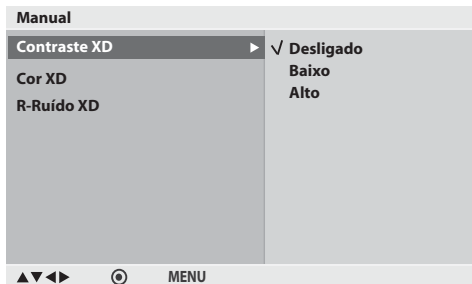 Manual
Contraste XD
Cor XD
R-Ruído XD
Desligado
Baixo
Alto
MENU